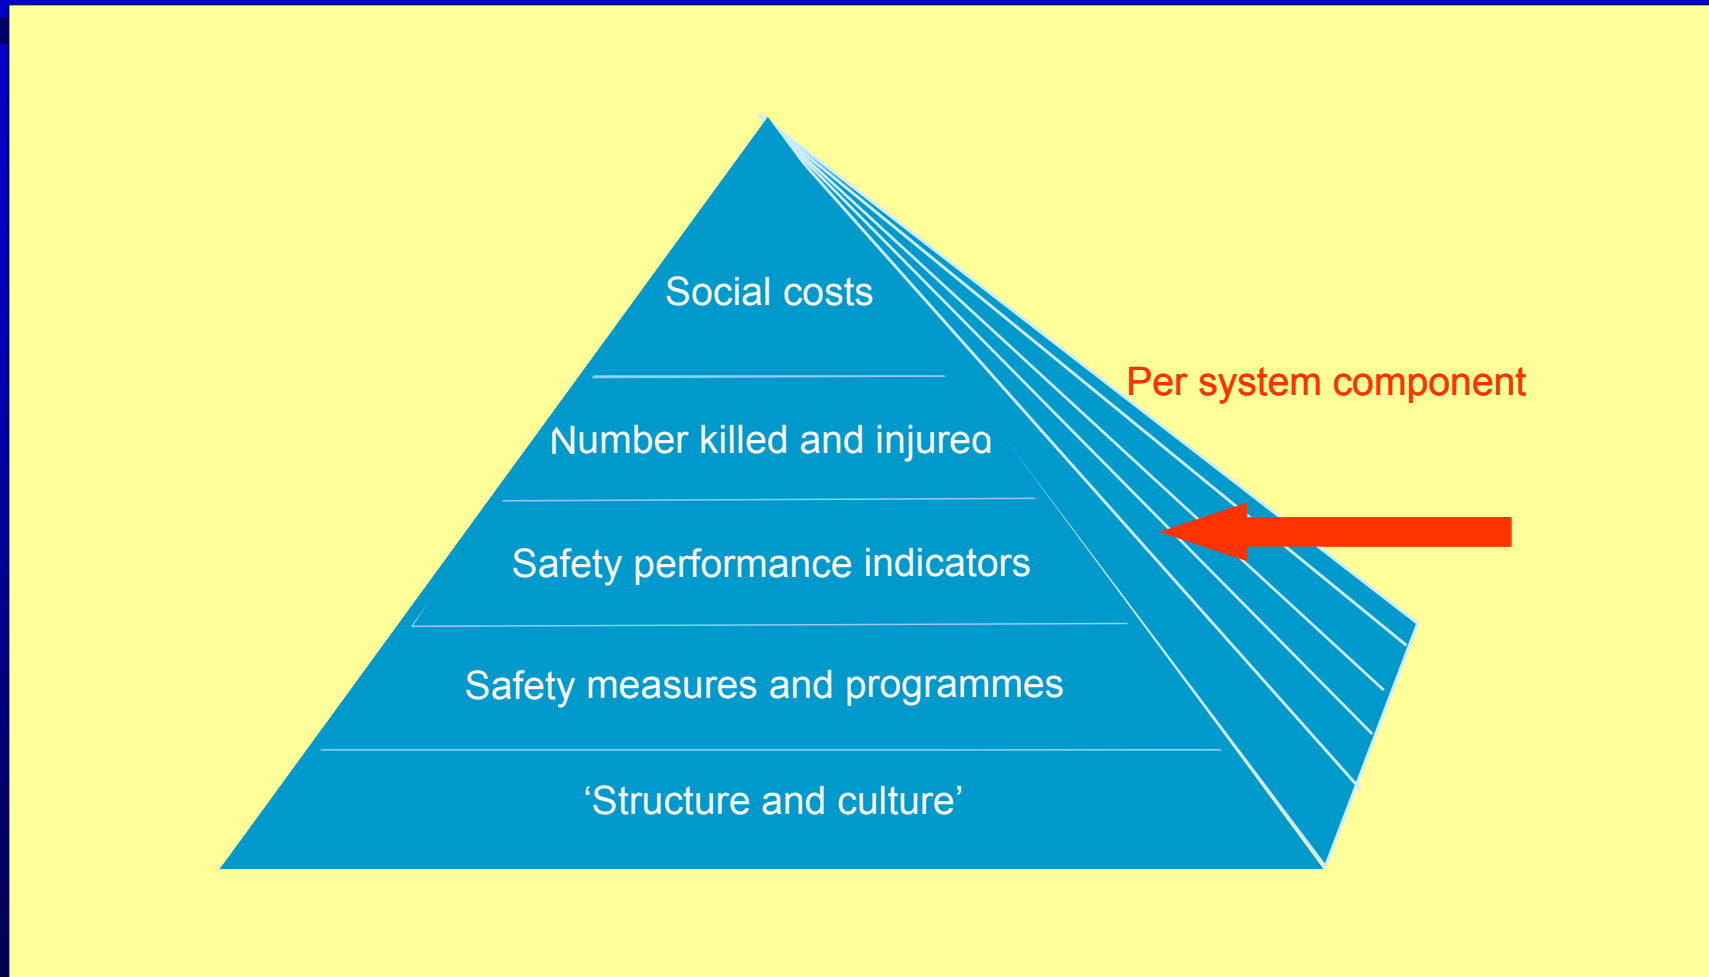 Social costs
Per system component
Number killed and injured
Safety performance indicators
Safety measures and programmes
‘Structure and culture’